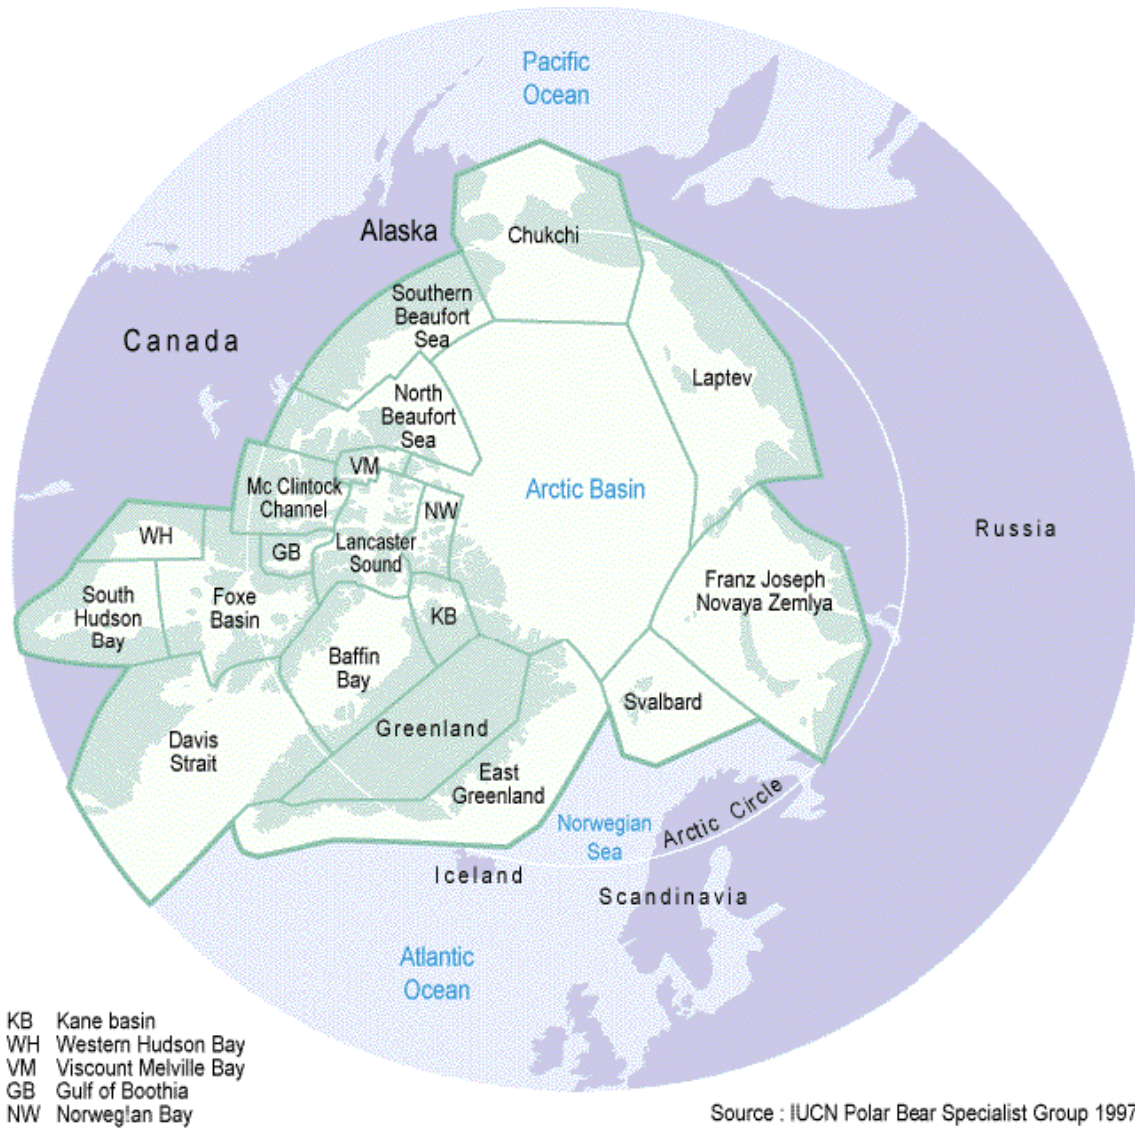 Pacific
Ocean
Alaska
Chukchi
Southern
Beaufort
Sea
Canada
Laptev
North
Beaufort
Sea
VM
Mc Clintock
Channel
Arctic Basin
NW
Russia
WH
GB
Lancaster
Sound
South
Hudson
Bay
Foxe
Basin
Franz Joseph
Novaya Zemlya
KB
Baffin
Bay
Svalbard
Greenland
Davis
Strait
East
Greenland
Norwegian
Sea
Arctic Circle
Iceland
Scandinavia
Atlantic
Ocean
KB Kane basin
WH Western Hudson Bay
VM Viscount Melville Bay
GB Gulf of Boothia
NW Norwegian Bay
Source : IUCN Polar Bear Specialist Group 1997